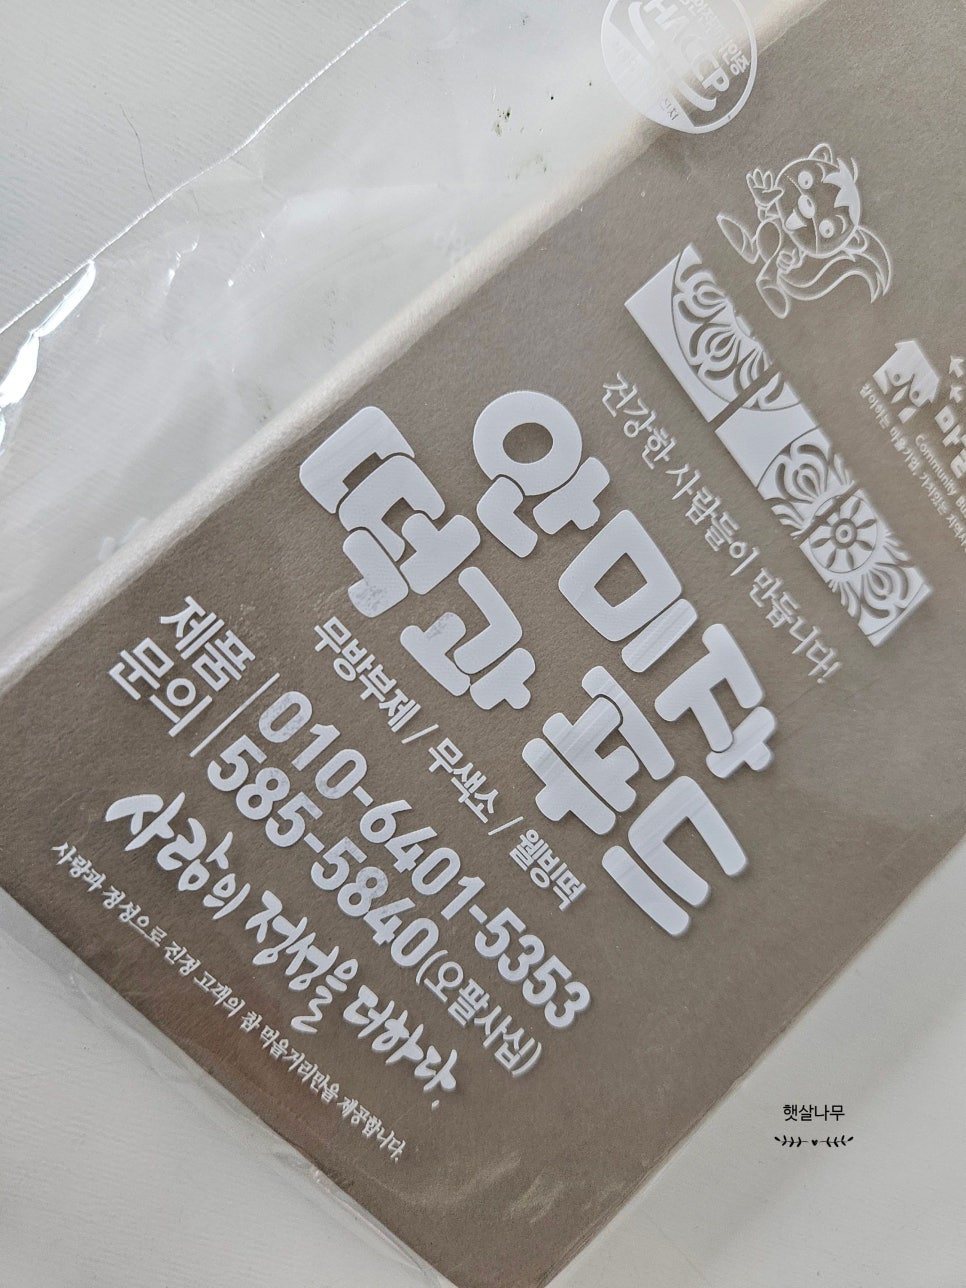 HACCP
건강한 사람들이 만듭니다!
안미자
떡과 푸드
무방부제 / 무색소 / 웰빙떡
제품
문의
010-6401-5353
585-5840(오팔사십)
사람의 정성을 더하다.
사랑과 정성으로 진정 고객의 참 먹을거리만을 제공합니다.
햇살나무